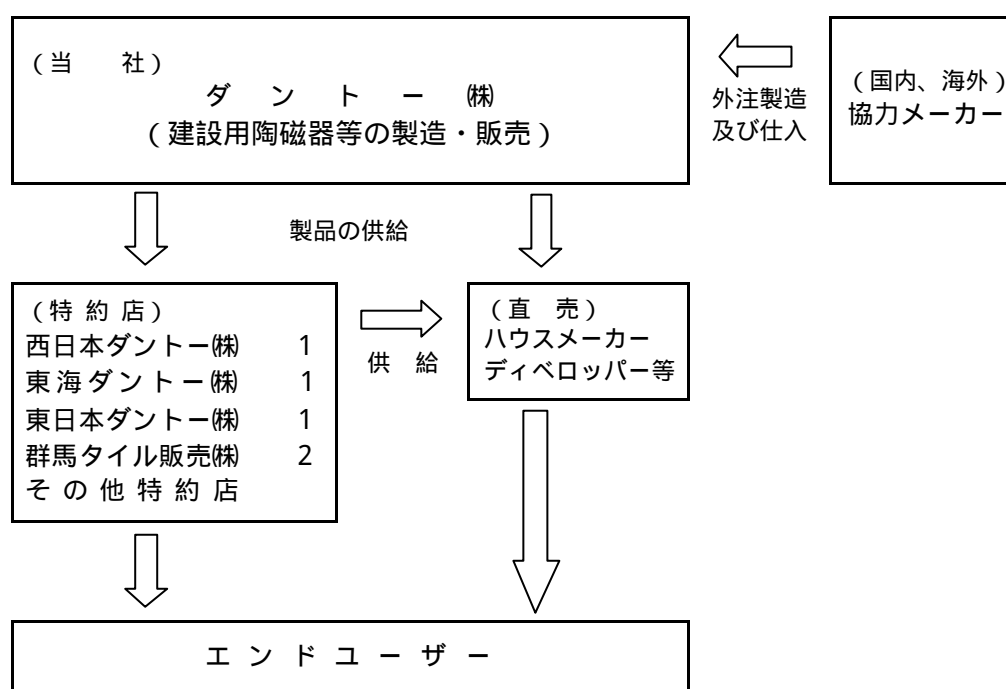 (当　　社)
ダ　ン　ト　ー　㈱
(建設用陶磁器等の製造・販売)
外注製造
及び仕入
(国内、海外)
協力メーカー
製品の供給
(特 約 店)
西日本ダントー㈱　　1
東海ダントー㈱　　1
東日本ダントー㈱　　1
群馬タイル販売㈱　　2
そ の 他 特 約 店
供　給
(直　売)
ハウスメーカー
ディベロッパー等
エ ン ド ユ ー ザ ー